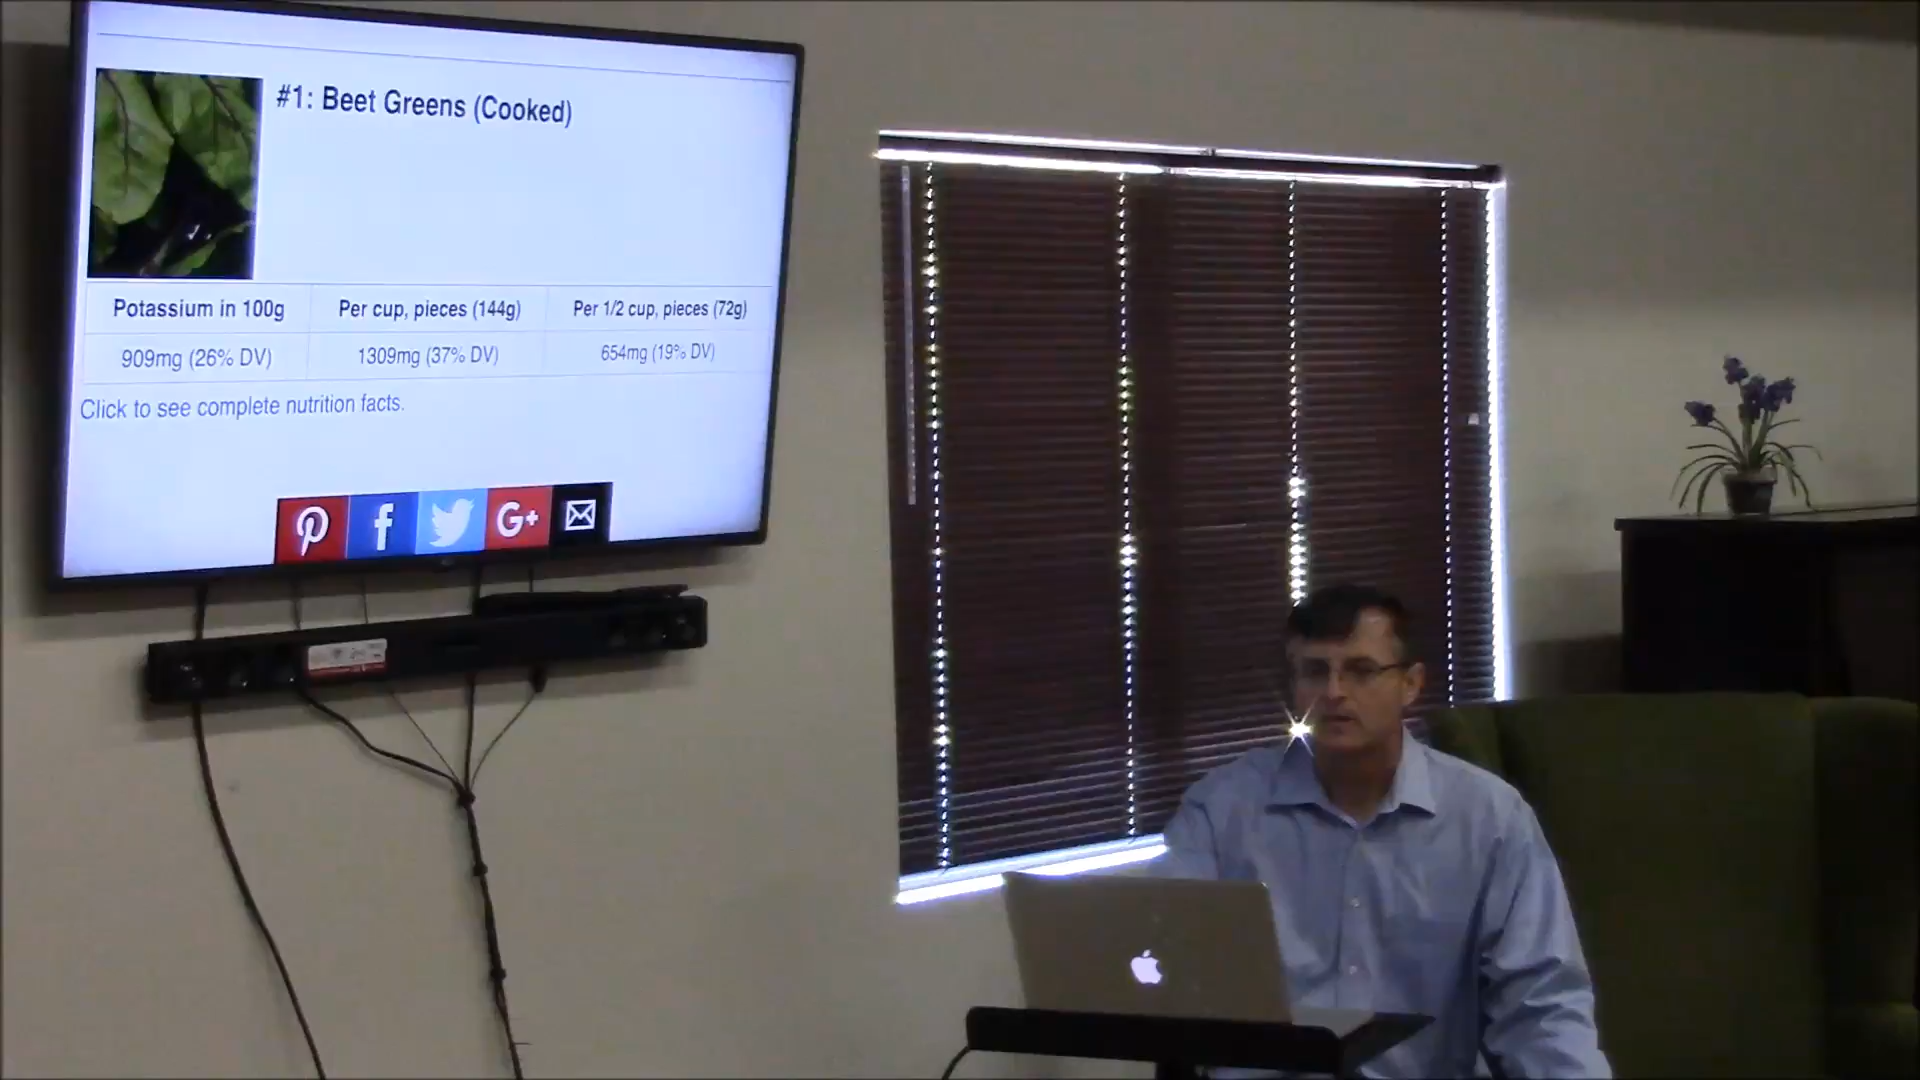 #1: Beet Greens (Cooked)
Potassium in 100g Per cup, pieces (144g) Per 1/2 cup, pieces (72g)
909mg (26% DV) 1309mg (37% DV) 654mg (19% DV)
Click to see complete nutrition facts.
G+